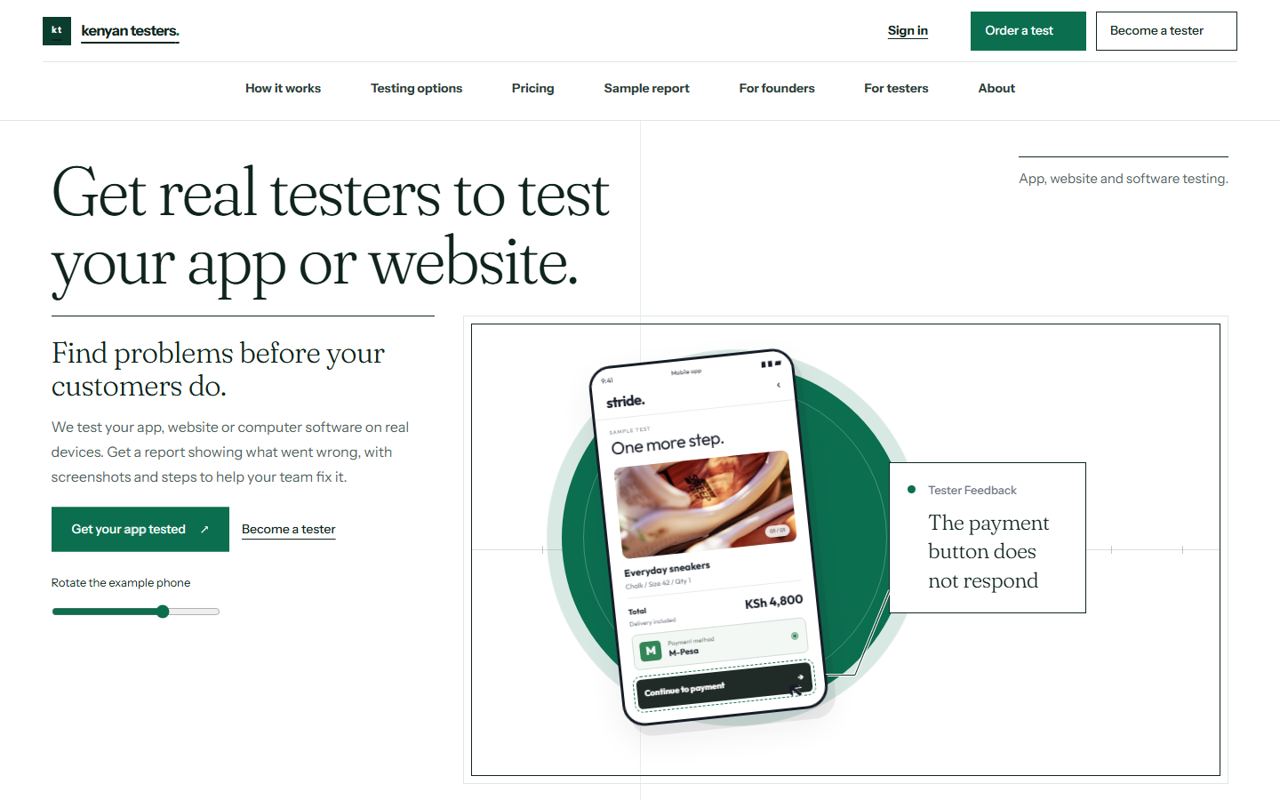 kt
kenyan testers.
Sign in
Order a test
Become a tester
How it works
Testing options
Pricing
Sample report
For founders
For testers
About
Get real testers to test
your app or website.
App, website and software testing.
Find problems before your
customers do.
We test your app, website or computer software on real
devices. Get a report showing what went wrong, with
screenshots and steps to help your team fix it.
Get your app tested ↗
Become a tester
Rotate the example phone
9:41
Mobile app
stride.
SAMPLE TEST
One more step.
Everyday sneakers
Chalk / Size 42 / Qty 1
Total
KSh 4,800
Delivery included
M
Payment method
M-Pesa
Continue to payment
Tester Feedback
The payment
button does
not respond